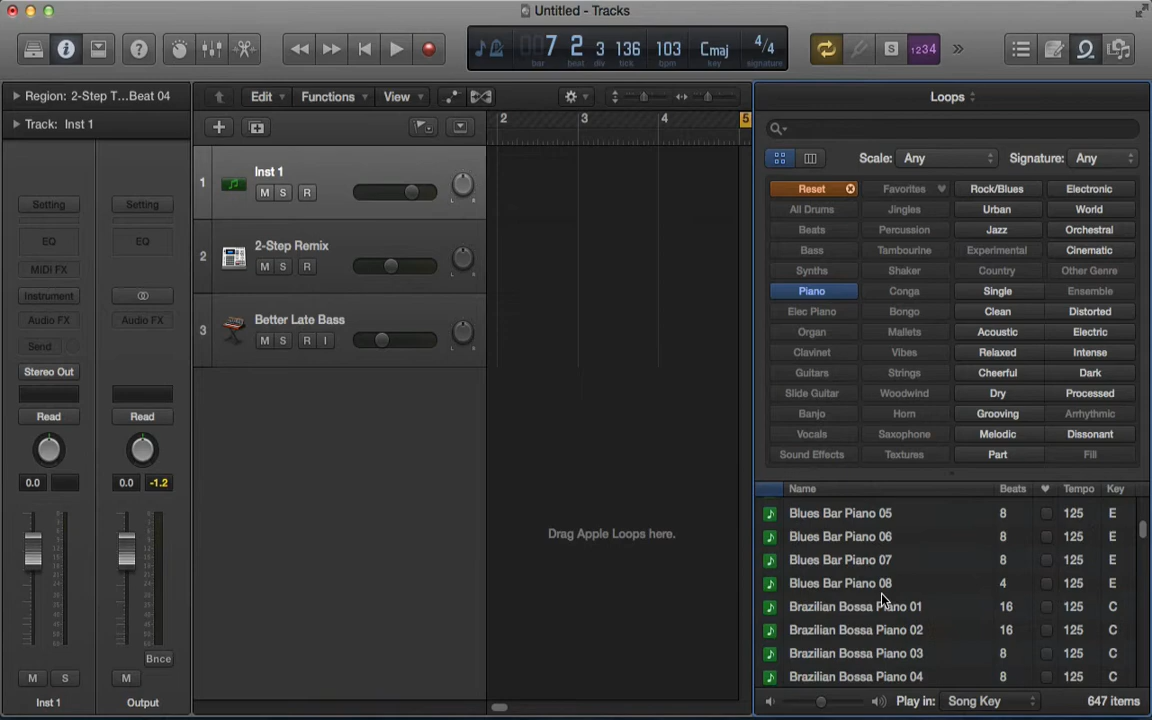 Untitled - Tracks
7 2 3 136 103 Cmaj 4/4
bar beat div tick bpm key signature
S 1234
Region: 2-Step T...Beat 04
Edit Functions View
Loops
Track: Inst 1
2 3 4 5
Scale: Any Signature: Any
1 Inst 1
M S R
L R
2 2-Step Remix
M S R
L R
3 Better Late Bass
M S R I
L R
Setting Setting
EQ EQ
MIDI FX
Instrument
Audio FX Audio FX
Send
Stereo Out
Read Read
0.0 0.0 -1.2
Bnce
M S M
Inst 1 Output
Drag Apple Loops here.
Reset Favorites Rock/Blues Electronic
All Drums Jingles Urban World
Beats Percussion Jazz Orchestral
Bass Tambourine Experimental Cinematic
Synths Shaker Country Other Genre
Piano Conga Single Ensemble
Elec Piano Bongo Clean Distorted
Organ Mallets Acoustic Electric
Clavinet Vibes Relaxed Intense
Guitars Strings Cheerful Dark
Slide Guitar Woodwind Dry Processed
Banjo Horn Grooving Arrhythmic
Vocals Saxophone Melodic Dissonant
Sound Effects Textures Part Fill
Name Beats Tempo Key
Blues Bar Piano 05 8 125 E
Blues Bar Piano 06 8 125 E
Blues Bar Piano 07 8 125 E
Blues Bar Piano 08 4 125 E
Brazilian Bossa Piano 01 16 125 C
Brazilian Bossa Piano 02 16 125 C
Brazilian Bossa Piano 03 8 125 C
Brazilian Bossa Piano 04 8 125 C
Play in: Song Key 647 items